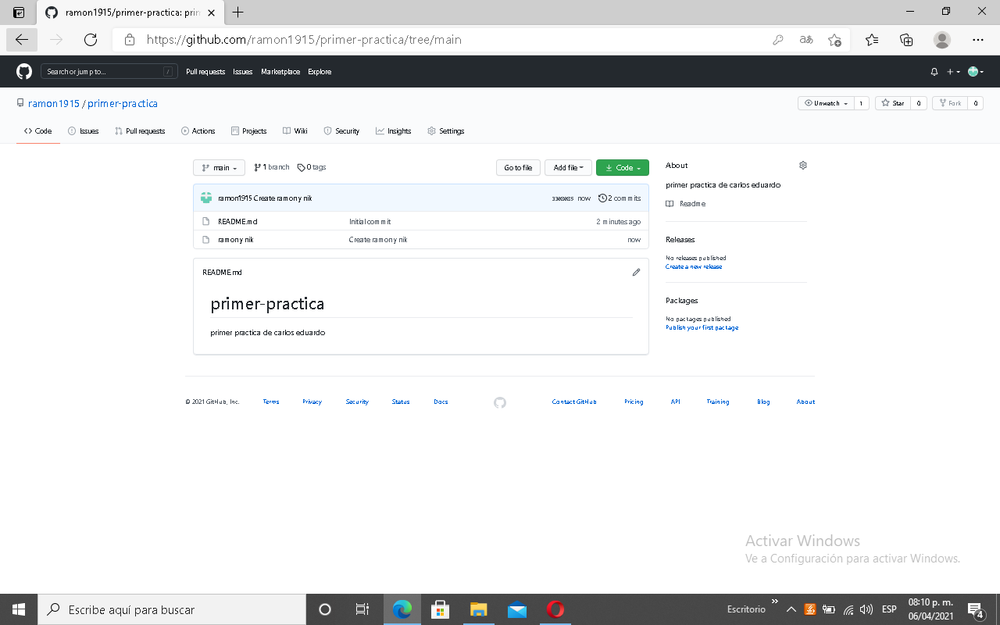 ramon1915/primer-practica: prim
https://github.com/ramon1915/primer-practica/tree/main
Search or jump to... /
Pull requests Issues Marketplace Explore
ramon1915 / primer-practica
Unwatch 1 Star 0 Fork 0
Code Issues Pull requests Actions Projects Wiki Security Insights Settings
main 1 branch 0 tags Go to file Add file Code
ramon1915 Create ramon y nik now 2 commits
README.md Initial commit 2 minutes ago
ramon y nik Create ramon y nik now
README.md
primer-practica
primer practica de carlos eduardo
About
primer practica de carlos eduardo
Readme
Releases
No releases published
Create a new release
Packages
No packages published
Publish your first package
© 2021 GitHub, Inc. Terms Privacy Security Status Docs Contact GitHub Pricing API Training Blog About
Activar Windows
Ve a Configuración para activar Windows.
Escribe aquí para buscar
Escritorio » ESP
08:10 p. m.
06/04/2021
4